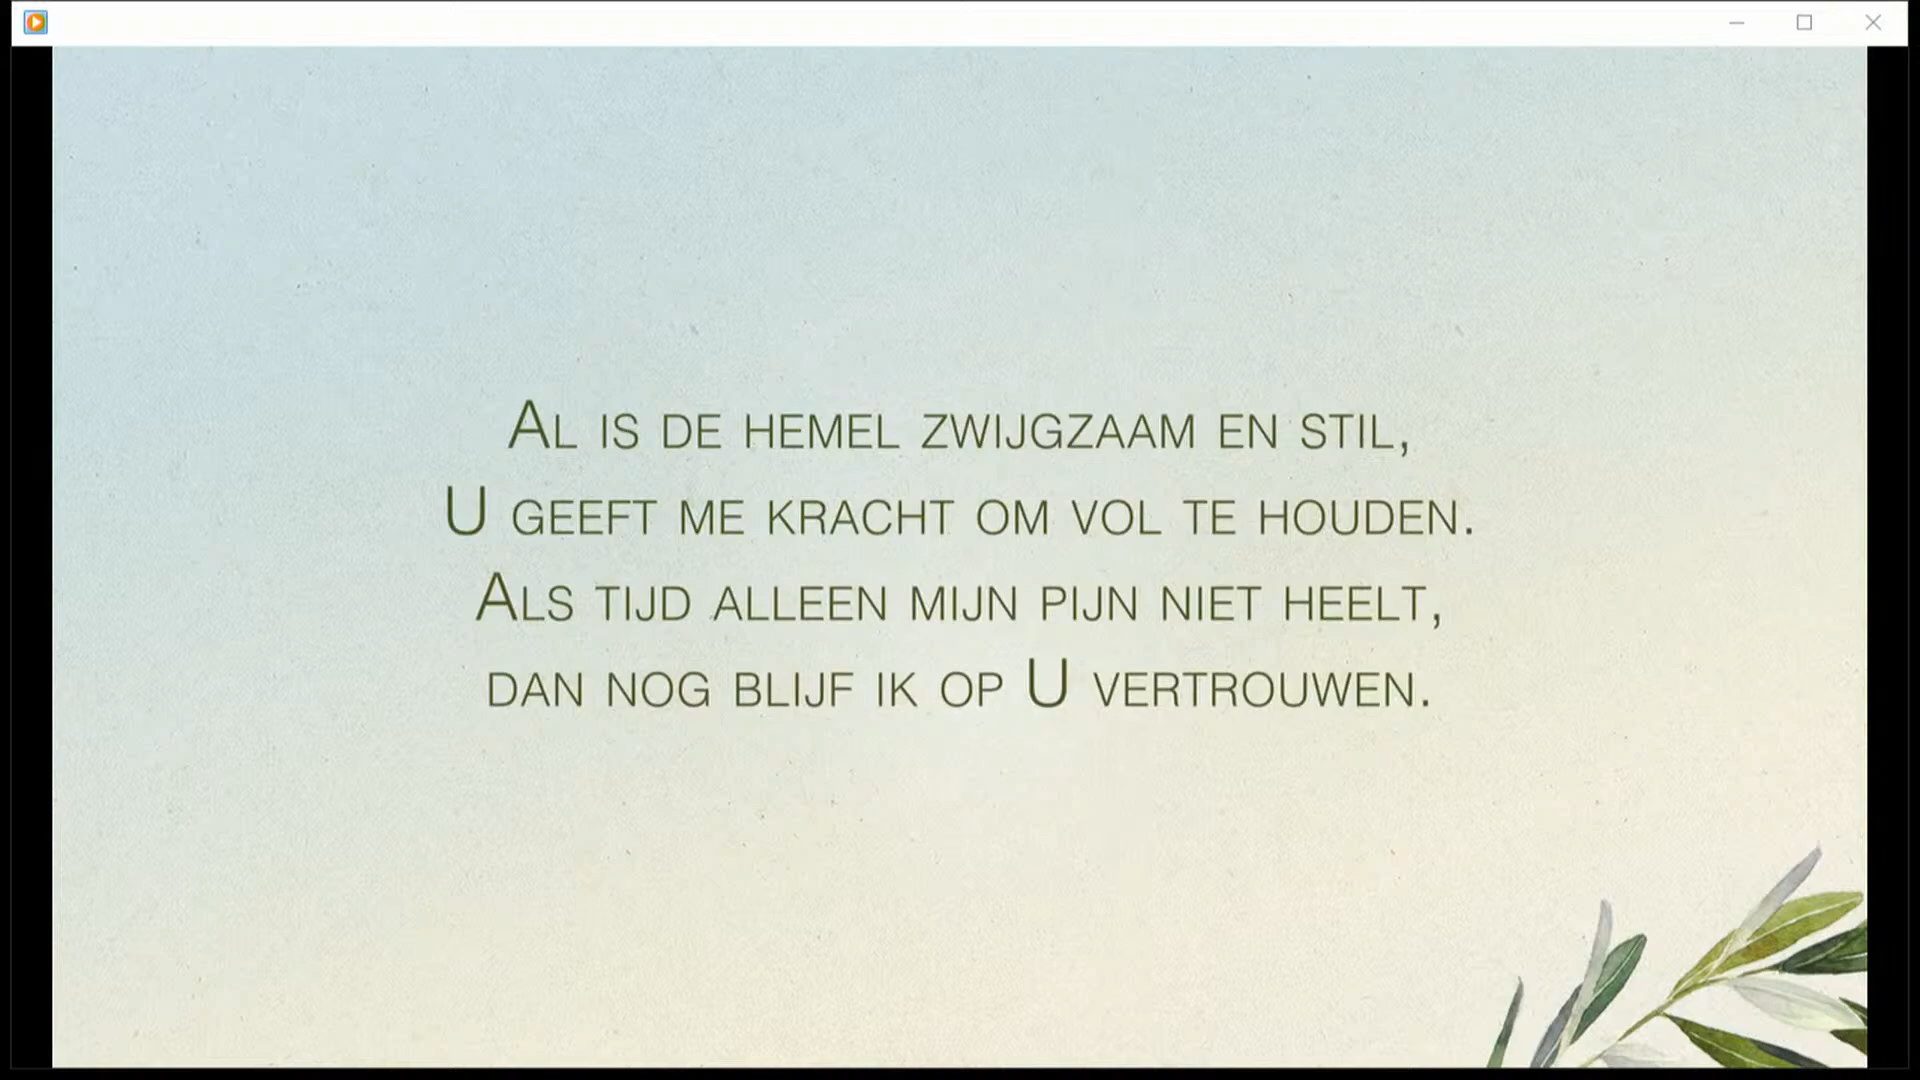 Al is de hemel zwijgzaam en stil,
U geeft me kracht om vol te houden.
Als tijd alleen mijn pijn niet heelt,
dan nog blijf ik op U vertrouwen.